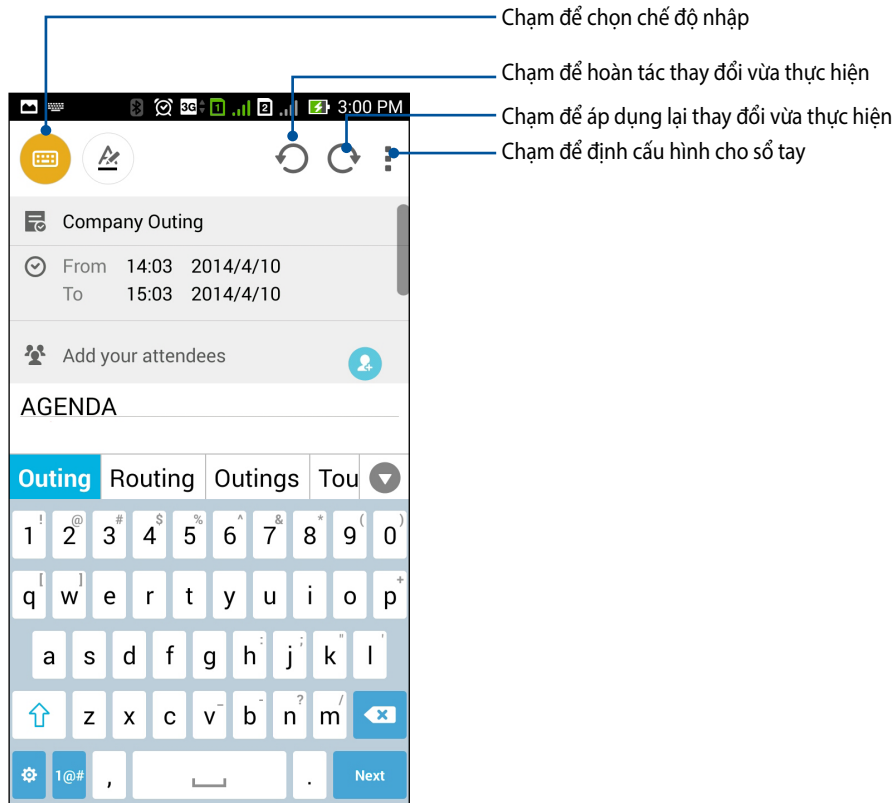 Chạm để chọn chế độ nhập
Chạm để hoàn tác thay đổi vừa thực hiện
Chạm để áp dụng lại thay đổi vừa thực hiện
Chạm để định cấu hình cho sổ tay
3G 1 2 3:00 PM
Company Outing
From 14:03 2014/4/10
To 15:03 2014/4/10
Add your attendees
AGENDA
Outing Routing Outings Tou
! @ # $ % ^ & * ( )
1 2 3 4 5 6 7 8 9 0
[ ] +
q w e r t y u i o p
: ; " '
a s d f g h j k l
_ - ? /
z x c v b n m
1@# , . Next